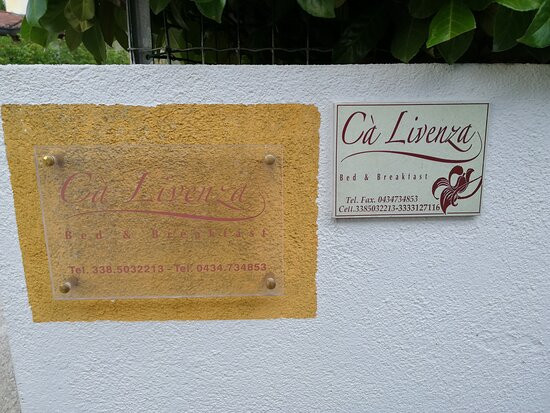 Cà Livenza
Bed & Breakfast
Tel. 338.5032213 - Tel. 0434.734853
Cà Livenza
Bed & Breakfast
Tel. Fax. 0434734853
Cell.3385032213-3333127116